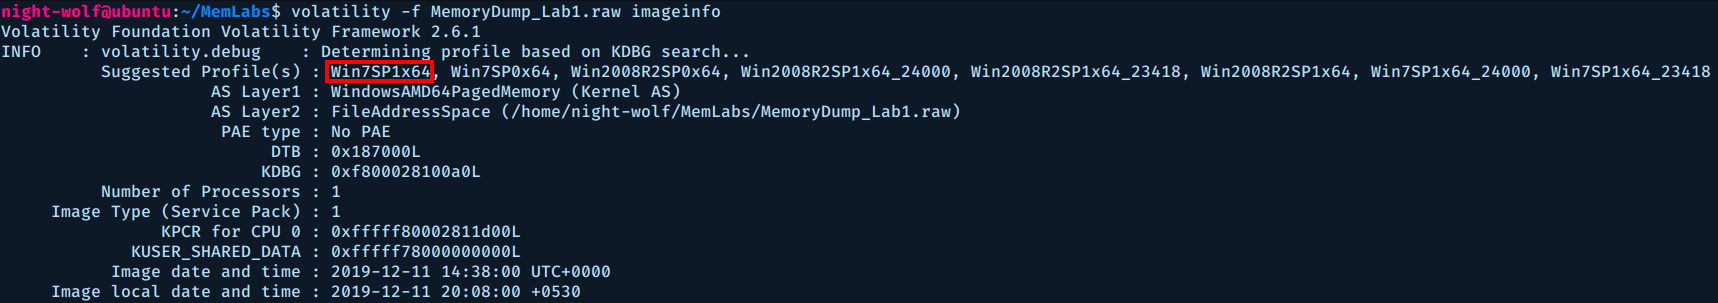 night-wolf@ubuntu:~/MemLabs$ volatility -f MemoryDump_Lab1.raw imageinfo
Volatility Foundation Volatility Framework 2.6.1
INFO    : volatility.debug    : Determining profile based on KDBG search...
          Suggested Profile(s) : Win7SP1x64, Win7SP0x64, Win2008R2SP0x64, Win2008R2SP1x64_24000, Win2008R2SP1x64_23418, Win2008R2SP1x64, Win7SP1x64_24000, Win7SP1x64_23418
                     AS Layer1 : WindowsAMD64PagedMemory (Kernel AS)
                     AS Layer2 : FileAddressSpace (/home/night-wolf/MemLabs/MemoryDump_Lab1.raw)
                      PAE type : No PAE
                           DTB : 0x187000L
                          KDBG : 0xf800028100a0L
          Number of Processors : 1
     Image Type (Service Pack) : 1
                KPCR for CPU 0 : 0xfffff80002811d00L
             KUSER_SHARED_DATA : 0xfffff78000000000L
           Image date and time : 2019-12-11 14:38:00 UTC+0000
     Image local date and time : 2019-12-11 20:08:00 +0530